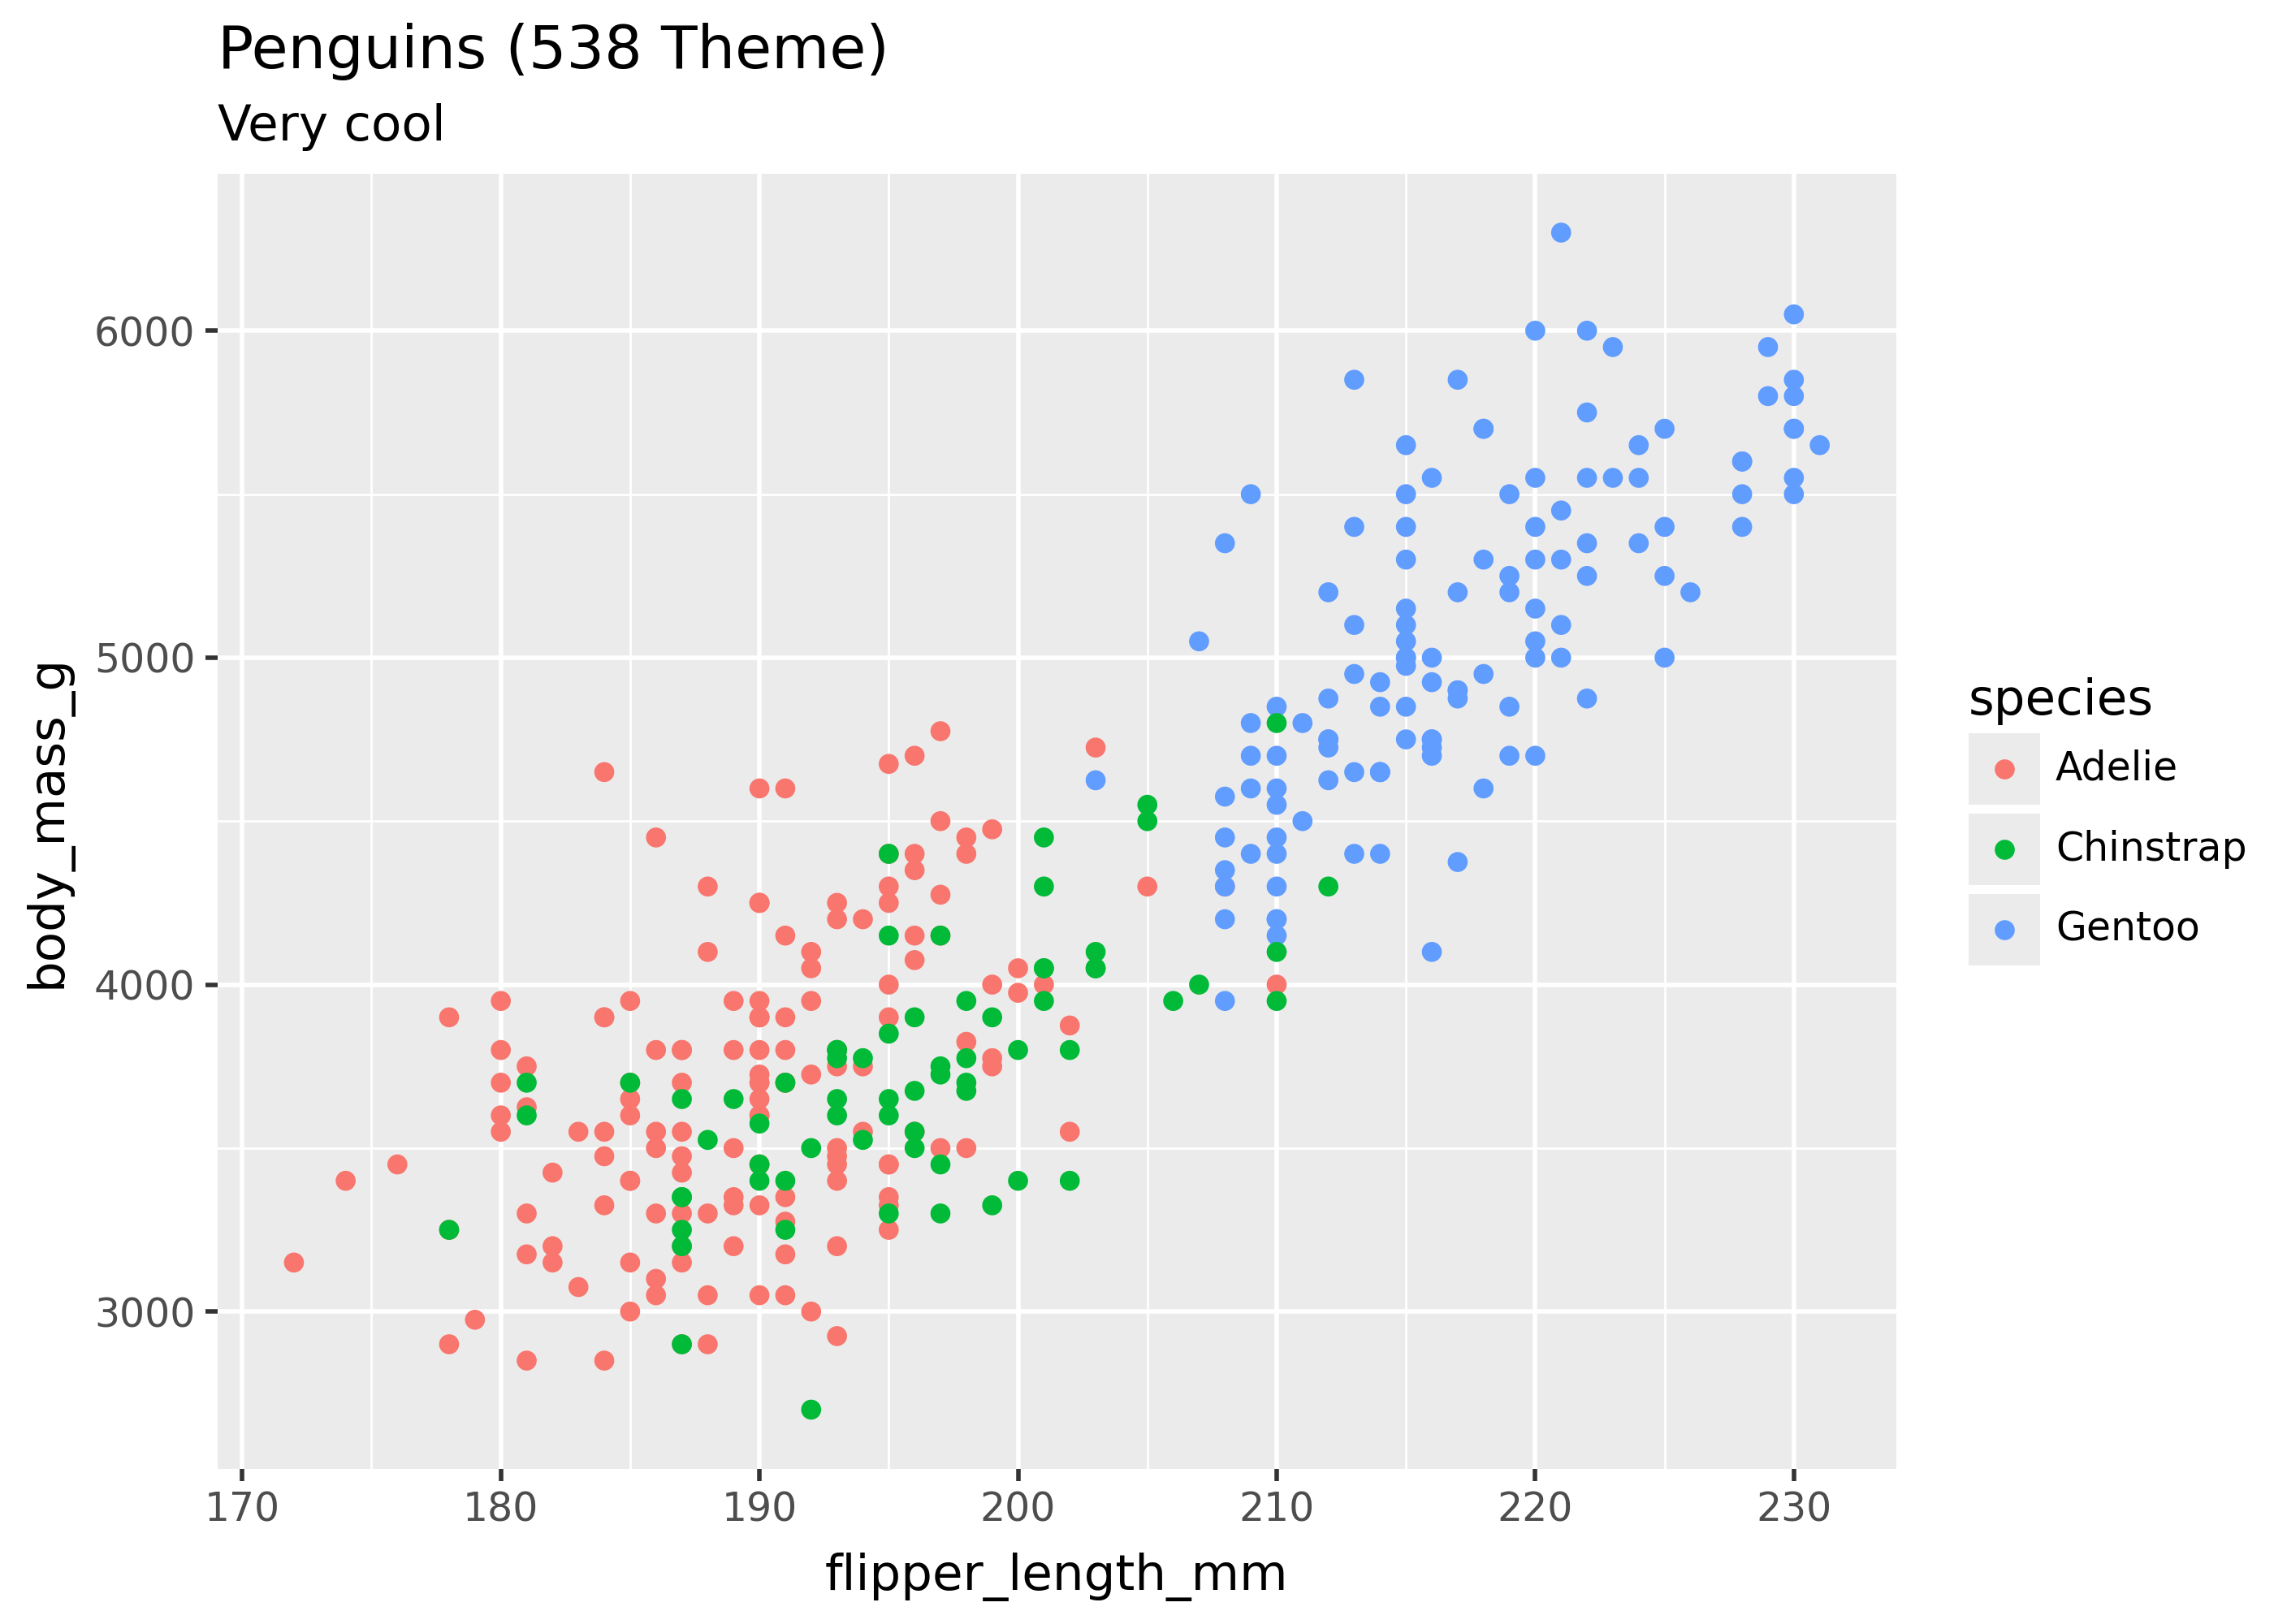 Penguins (538 Theme)
Very cool
6000
5000
4000
3000
body_mass_g
170 180 190 200 210 220 230
flipper_length_mm
species
Adelie
Chinstrap
Gentoo